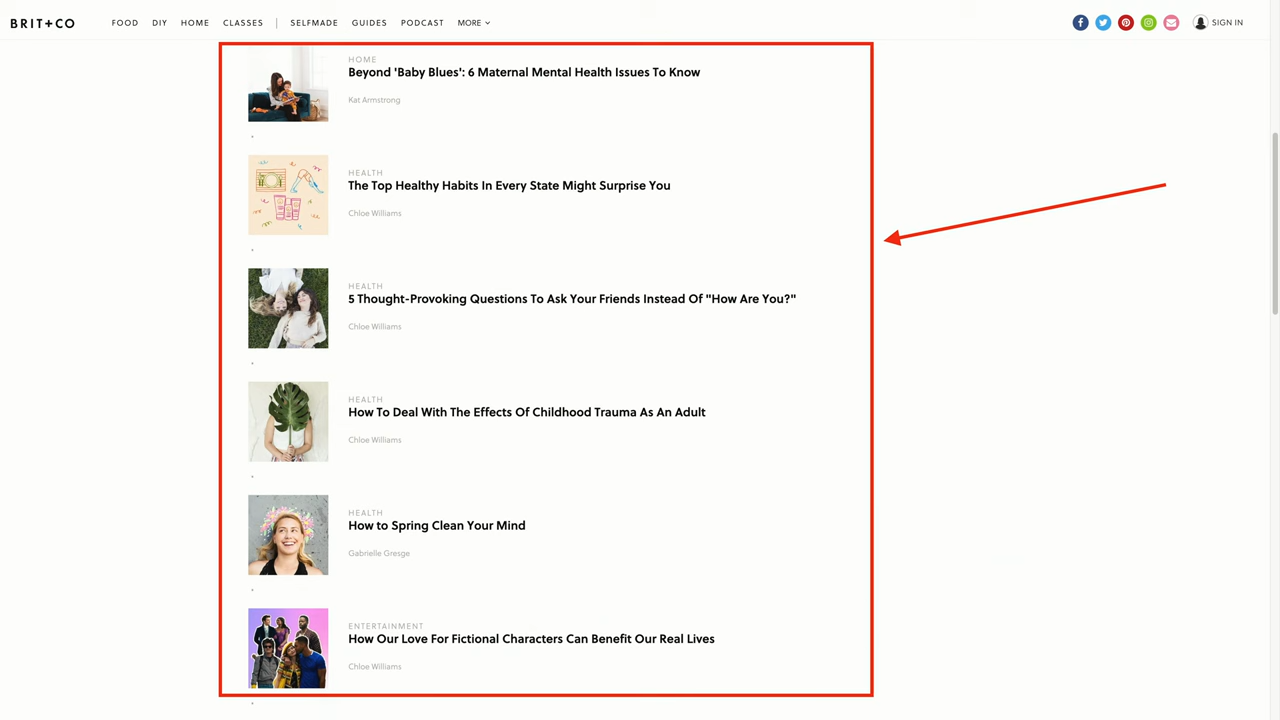 BRIT+CO FOOD DIY HOME CLASSES | SELFMADE GUIDES PODCAST MORE SIGN IN
HOME
Beyond 'Baby Blues': 6 Maternal Mental Health Issues To Know
Kat Armstrong
HEALTH
The Top Healthy Habits In Every State Might Surprise You
Chloe Williams
HEALTH
5 Thought-Provoking Questions To Ask Your Friends Instead Of "How Are You?"
Chloe Williams
HEALTH
How To Deal With The Effects Of Childhood Trauma As An Adult
Chloe Williams
HEALTH
How to Spring Clean Your Mind
Gabrielle Gresge
ENTERTAINMENT
How Our Love For Fictional Characters Can Benefit Our Real Lives
Chloe Williams